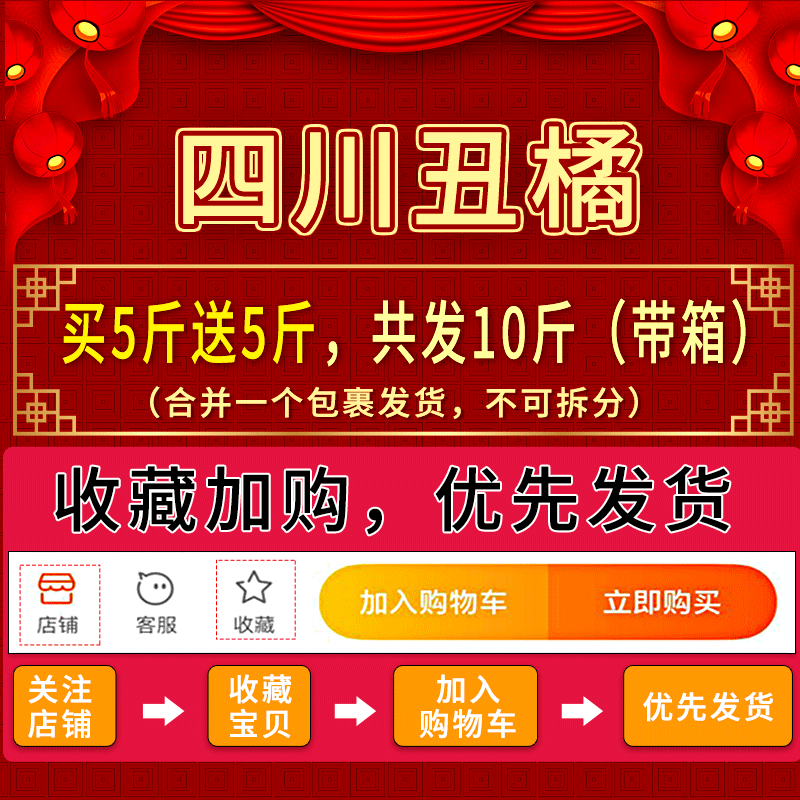 四川丑橘
买5斤送5斤，共发10斤（带箱）
（合并一个包裹发货，不可拆分）
收藏加购，优先发货
店铺 客服 收藏 加入购物车 立即购买
关注店铺 收藏宝贝 加入购物车 优先发货